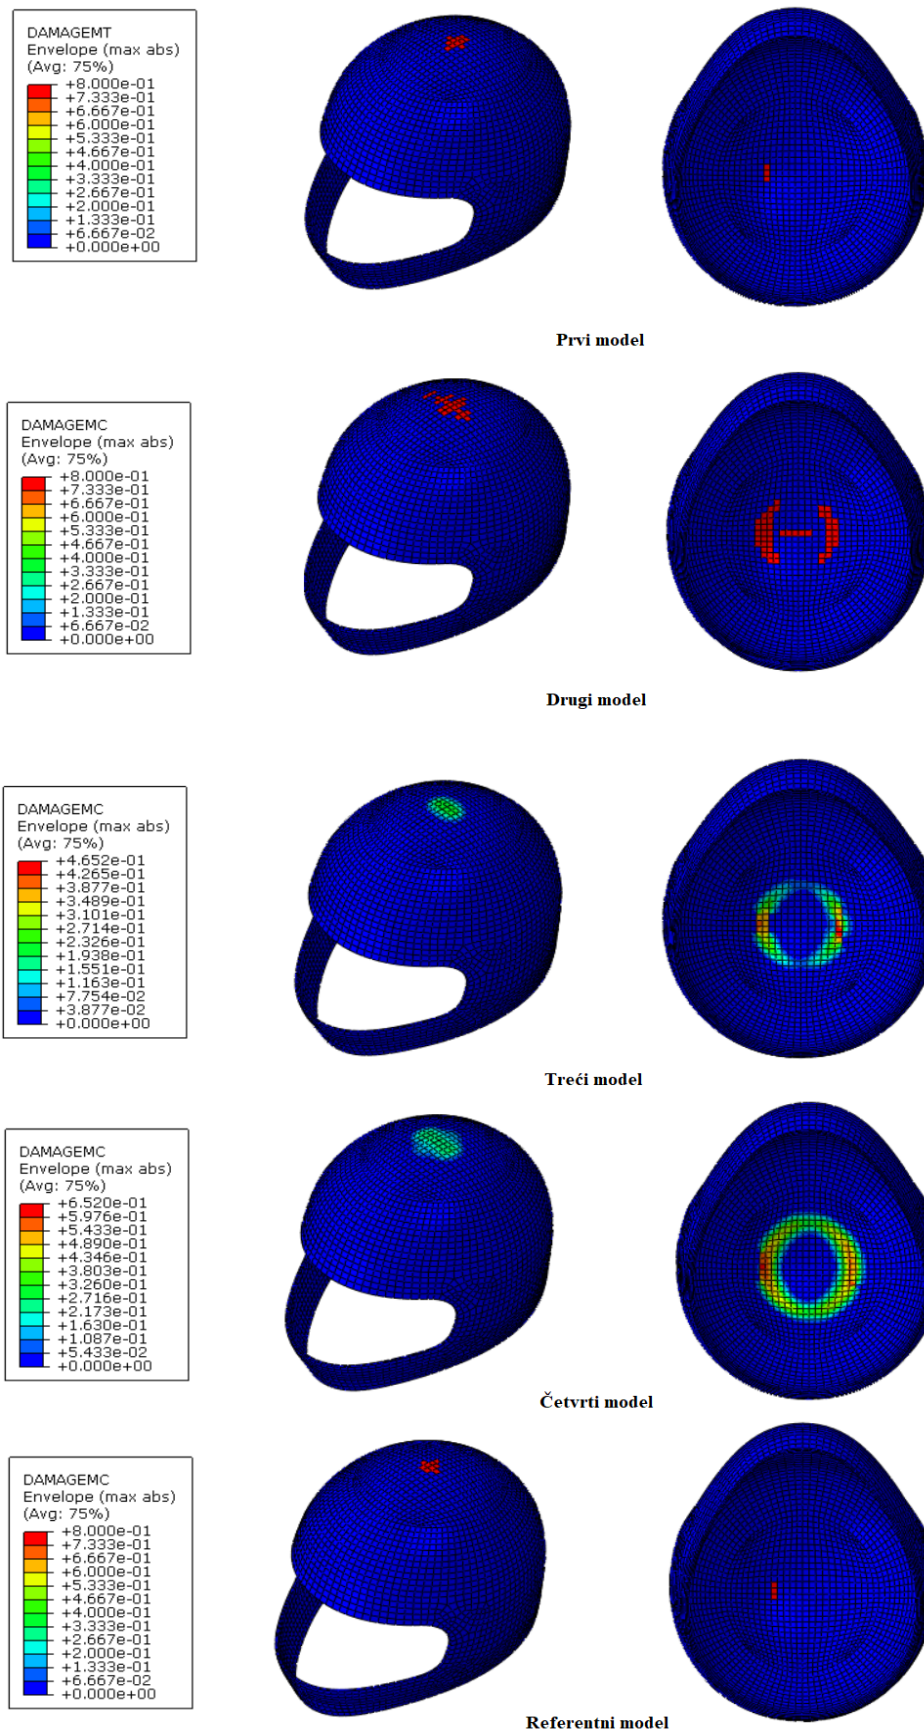 DAMAGEMT
Envelope (max abs)
(Avg: 75%)
+8.000e-01
+7.333e-01
+6.667e-01
+6.000e-01
+5.333e-01
+4.667e-01
+4.000e-01
+3.333e-01
+2.667e-01
+2.000e-01
+1.333e-01
+6.667e-02
+0.000e+00
Prvi model
DAMAGEMC
Envelope (max abs)
(Avg: 75%)
+8.000e-01
+7.333e-01
+6.667e-01
+6.000e-01
+5.333e-01
+4.667e-01
+4.000e-01
+3.333e-01
+2.667e-01
+2.000e-01
+1.333e-01
+6.667e-02
+0.000e+00
Drugi model
DAMAGEMC
Envelope (max abs)
(Avg: 75%)
+4.652e-01
+4.265e-01
+3.877e-01
+3.489e-01
+3.101e-01
+2.714e-01
+2.326e-01
+1.938e-01
+1.551e-01
+1.163e-01
+7.754e-02
+3.877e-02
+0.000e+00
Treći model
DAMAGEMC
Envelope (max abs)
(Avg: 75%)
+6.520e-01
+5.976e-01
+5.433e-01
+4.890e-01
+4.346e-01
+3.803e-01
+3.260e-01
+2.716e-01
+2.173e-01
+1.630e-01
+1.087e-01
+5.433e-02
+0.000e+00
Četvrti model
DAMAGEMC
Envelope (max abs)
(Avg: 75%)
+8.000e-01
+7.333e-01
+6.667e-01
+6.000e-01
+5.333e-01
+4.667e-01
+4.000e-01
+3.333e-01
+2.667e-01
+2.000e-01
+1.333e-01
+6.667e-02
+0.000e+00
Referentni model